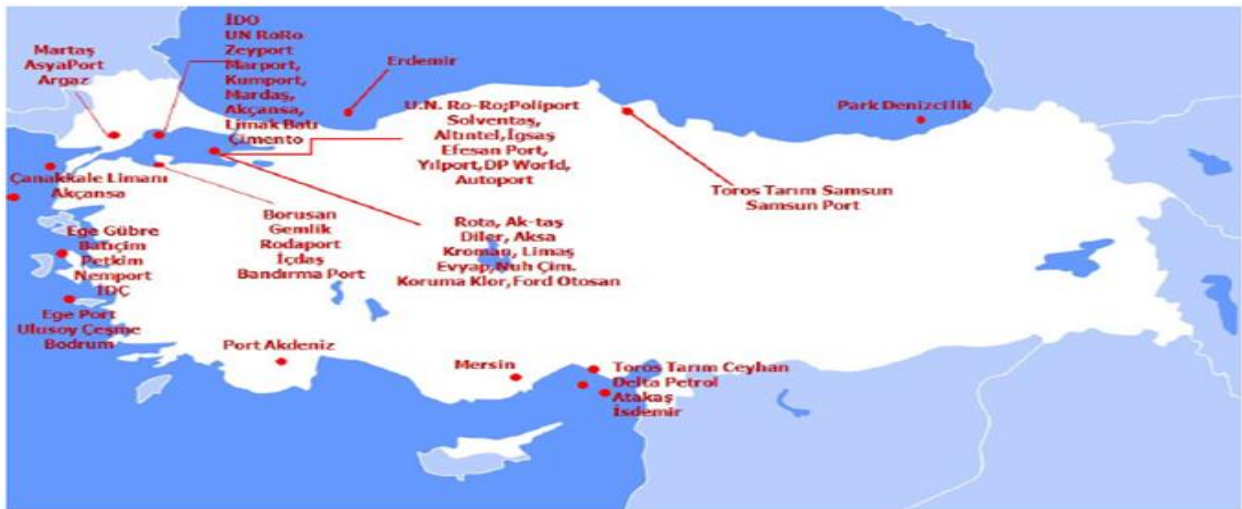 Martaş
AsyaPort
Argaz
İDO
UN RoRo
Zeyport
Marport,
Kumport,
Mardaş,
Akçansa,
Limak Batı
Çimento
Erdemir
U.N. Ro-Ro;Poliport
Solventaş,
Altıntel,İgsaş
Efesan Port,
Yılport,DP World,
Autoport
Park Denizcilik
Toros Tarım Samsun
Samsun Port
Çanakkale Limanı
Akçansa
Borusan
Gemlik
Rodaport
İçdaş
Bandırma Port
Rota, Ak-taş
Diler, Aksa
Kroman, Limaş
Evyap,Nuh Çim.
Koruma Klor,Ford Otosan
Ege Gübre
Batıçim
Petkim
Nemport
İDÇ
Ege Port
Ulusoy Çeşme
Bodrum
Port Akdeniz
Mersin
Toros Tarım Ceyhan
Delta Petrol
Atakaş
İsdemir